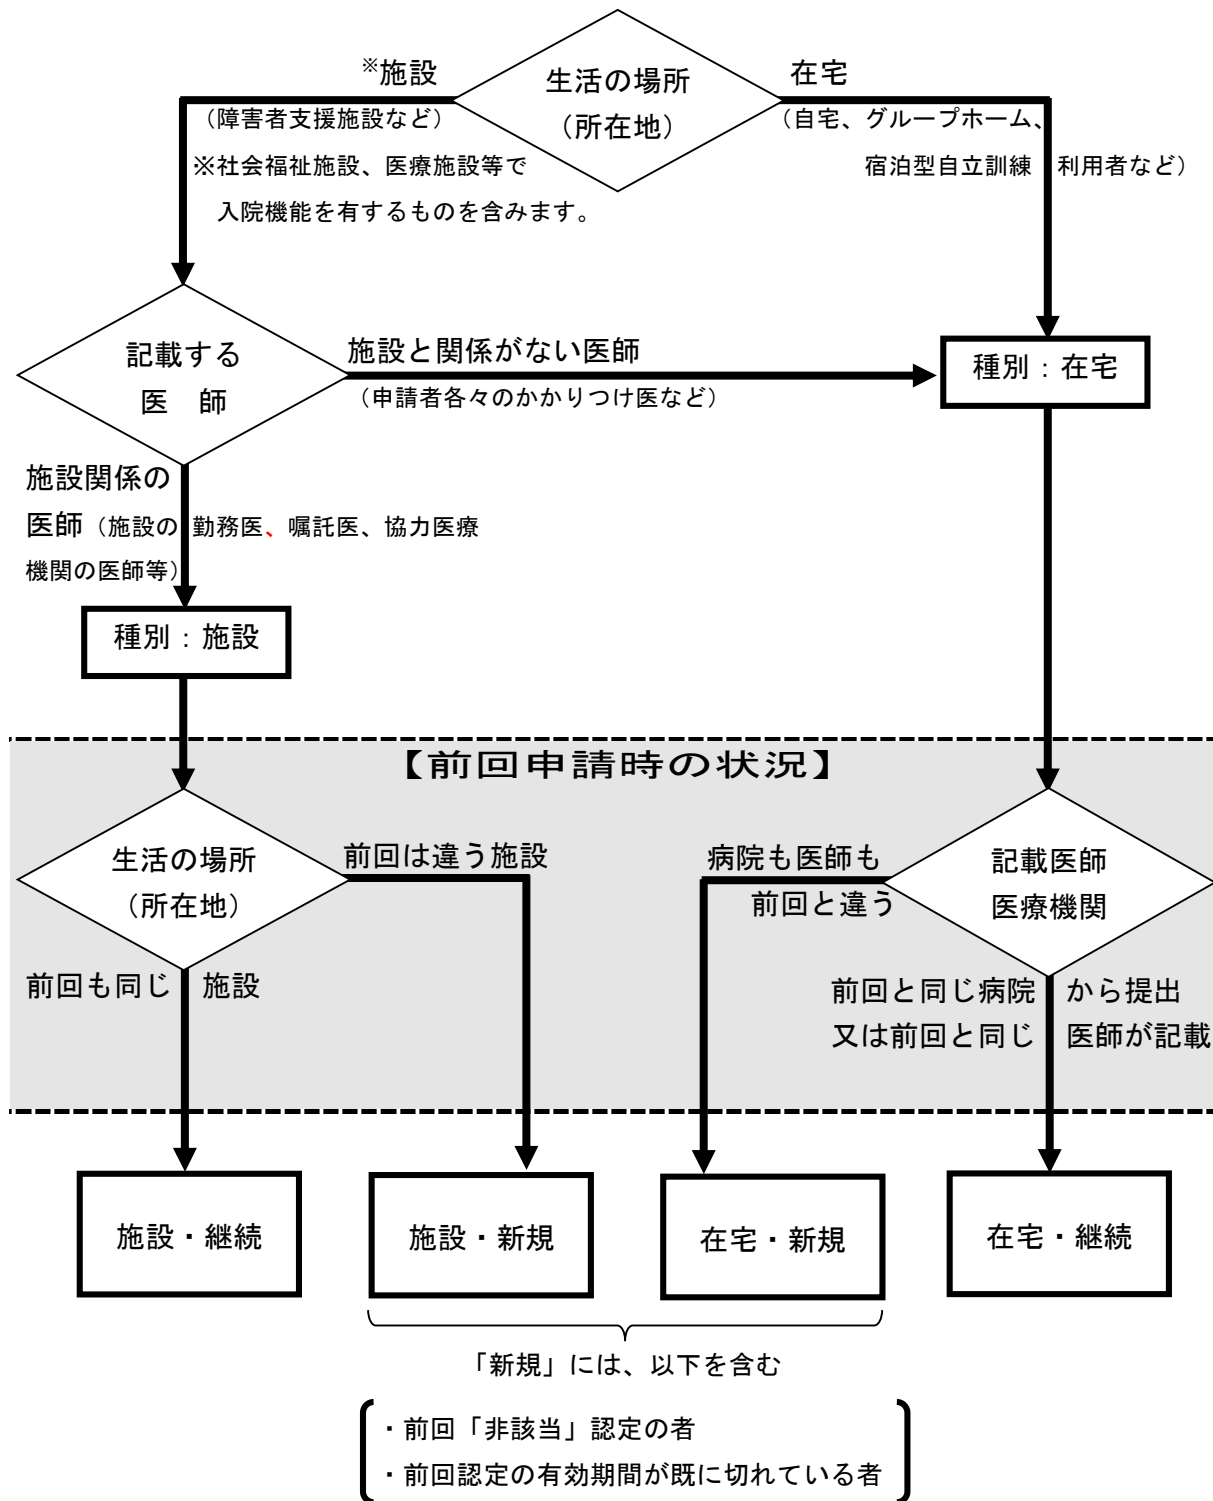 生活の場所
（所在地）
※施設
（障害者支援施設など）
※社会福祉施設、医療施設等で
入院機能を有するものを含みます。
在宅
（自宅、グループホーム、
宿泊型自立訓練 利用者など）
記載する
医 師
施設と関係がない医師
（申請者各々のかかりつけ医など）
種別：在宅
施設関係の
医師（施設の 勤務医、嘱託医、協力医療
機関の医師等）
種別：施設
【前回申請時の状況】
生活の場所
（所在地）
前回は違う施設
前回も同じ 施設
病院も医師も
前回と違う
記載医師
医療機関
前回と同じ病院 から提出
又は前回と同じ 医師が記載
施設・継続
施設・新規
在宅・新規
在宅・継続
「新規」には、以下を含む
・前回「非該当」認定の者
・前回認定の有効期間が既に切れている者